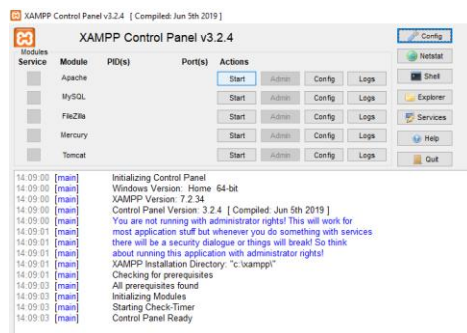 XAMPP Control Panel v3.2.4 [ Compiled: Jun 5th 2019 ]
XAMPP Control Panel v3.2.4
Config
Modules
Service Module PID(s) Port(s) Actions
Netstat
Apache Start Admin Config Logs
Shell
MySQL Start Admin Config Logs
Explorer
FileZilla Start Admin Config Logs
Services
Mercury Start Admin Config Logs
Help
Tomcat Start Admin Config Logs
Quit
14:09:00 [main] Initializing Control Panel
14:09:00 [main] Windows Version: Home 64-bit
14:09:00 [main] XAMPP Version: 7.2.34
14:09:00 [main] Control Panel Version: 3.2.4 [ Compiled: Jun 5th 2019 ]
14:09:00 [main] You are not running with administrator rights! This will work for
14:09:01 [main] most application stuff but whenever you do something with services
14:09:01 [main] there will be a security dialogue or things will break! So think
14:09:01 [main] about running this application with administrator rights!
14:09:01 [main] XAMPP Installation Directory: "c:\xampp\"
14:09:01 [main] Checking for prerequisites
14:09:03 [main] All prerequisites found
14:09:03 [main] Initializing Modules
14:09:03 [main] Starting Check-Timer
14:09:03 [main] Control Panel Ready